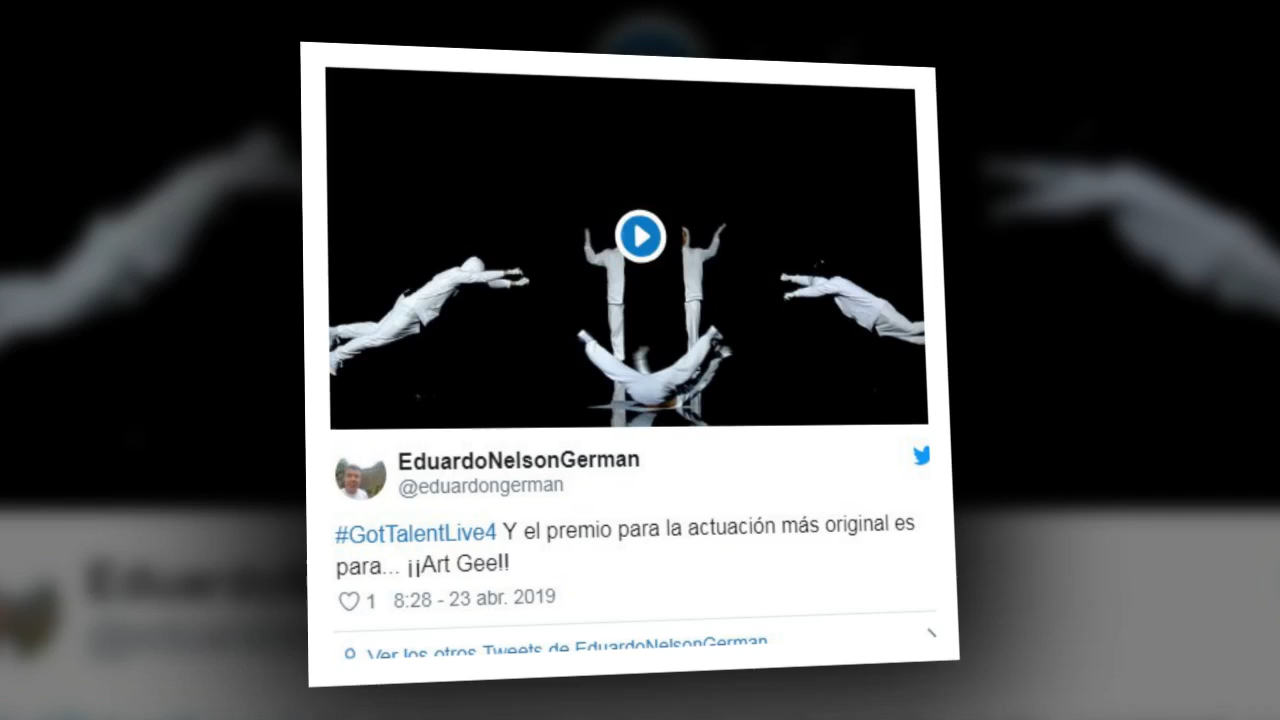 EduardoNelsonGerman
@eduardongerman
#GotTalentLive4 Y el premio para la actuación más original es
para... ¡¡Art Gee!!
1 8:28 - 23 abr. 2019
Ver los otros Tweets de EduardoNelsonGerman